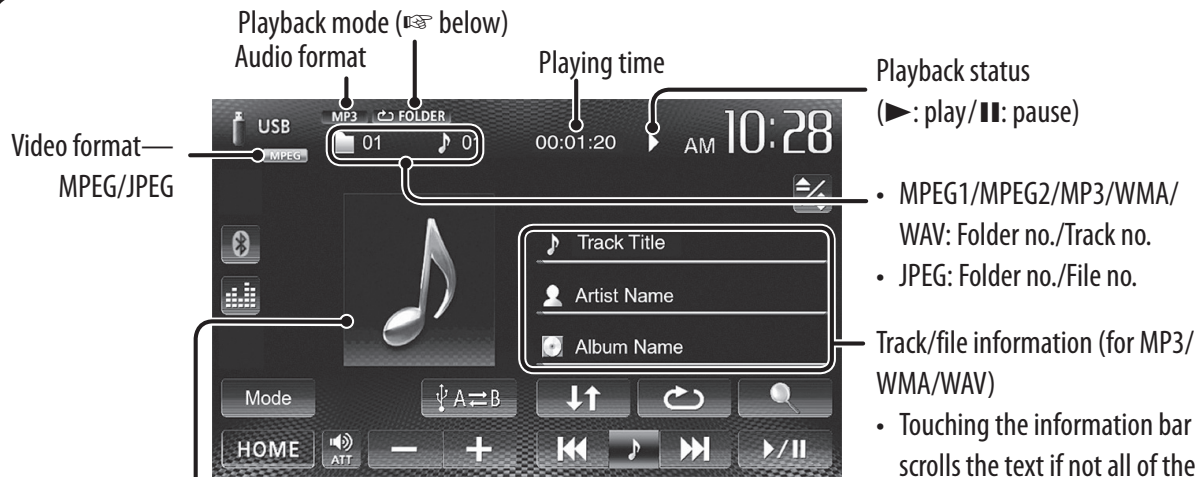 Playback mode (☞ below)
Audio format
Playing time
Playback status
(►: play/❚❚: pause)
Video format—
MPEG/JPEG
USB
MPEG
MP3
FOLDER
01
00:01:20
AM 10:28
• MPEG1/MPEG2/MP3/WMA/
WAV: Folder no./Track no.
• JPEG: Folder no./File no.
Track Title
Artist Name
Album Name
Track/file information (for MP3/
WMA/WAV)
• Touching the information bar
scrolls the text if not all of the
Mode
A⇄B
HOME
ATT